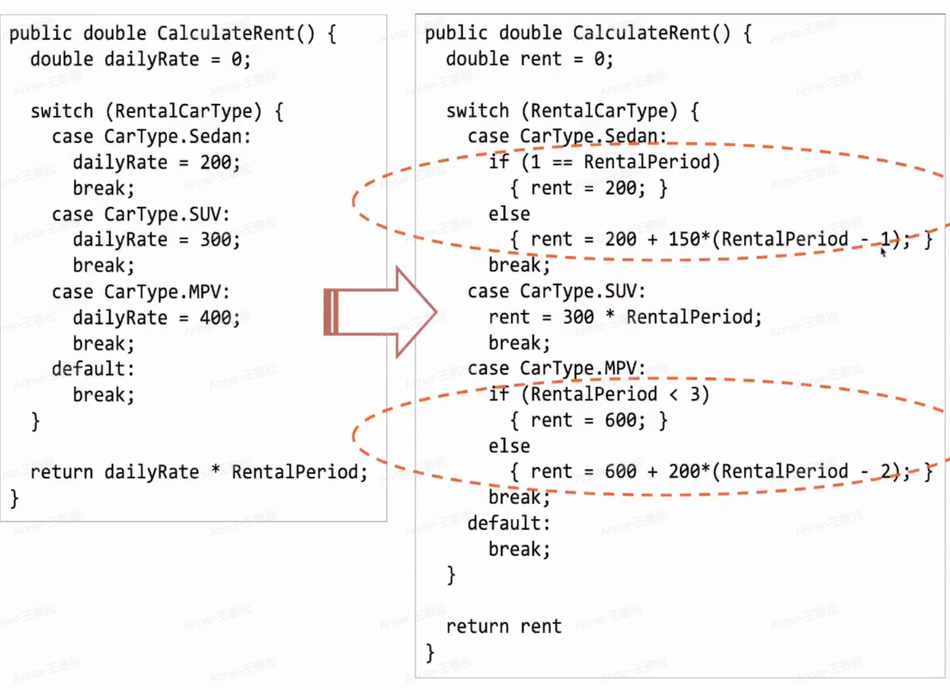 public double CalculateRent() {
double dailyRate = 0;
switch (RentalCarType) {
case CarType.Sedan:
dailyRate = 200;
break;
case CarType.SUV:
dailyRate = 300;
break;
case CarType.MPV:
dailyRate = 400;
break;
default:
break;
}
return dailyRate * RentalPeriod;
}
public double CalculateRent() {
double rent = 0;
switch (RentalCarType) {
case CarType.Sedan:
if (1 == RentalPeriod)
{ rent = 200; }
else
{ rent = 200 + 150*(RentalPeriod - 1); }
break;
case CarType.SUV:
rent = 300 * RentalPeriod;
break;
case CarType.MPV:
if (RentalPeriod < 3)
{ rent = 600; }
else
{ rent = 600 + 200*(RentalPeriod - 2); }
break;
default:
break;
}
return rent
}
Anner-王敬松